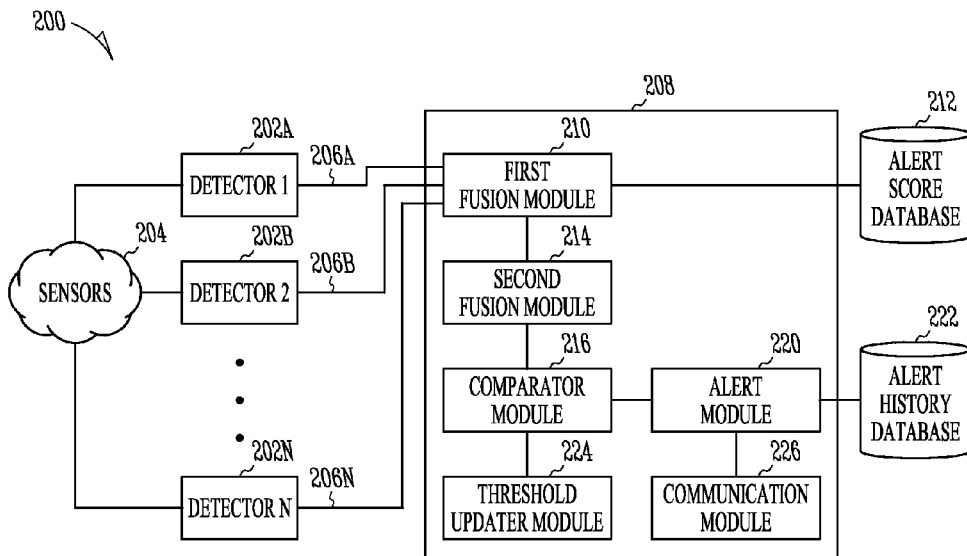 200
208
212
202A
206A
210
DETECTOR 1
FIRST
FUSION MODULE
ALERT
SCORE
DATABASE
204
202B
206B
214
SENSORS
DETECTOR 2
SECOND
FUSION MODULE
216
220
222
COMPARATOR
MODULE
ALERT
MODULE
ALERT
HISTORY
DATABASE
202N
206N
224
226
DETECTOR N
THRESHOLD
UPDATER MODULE
COMMUNICATION
MODULE